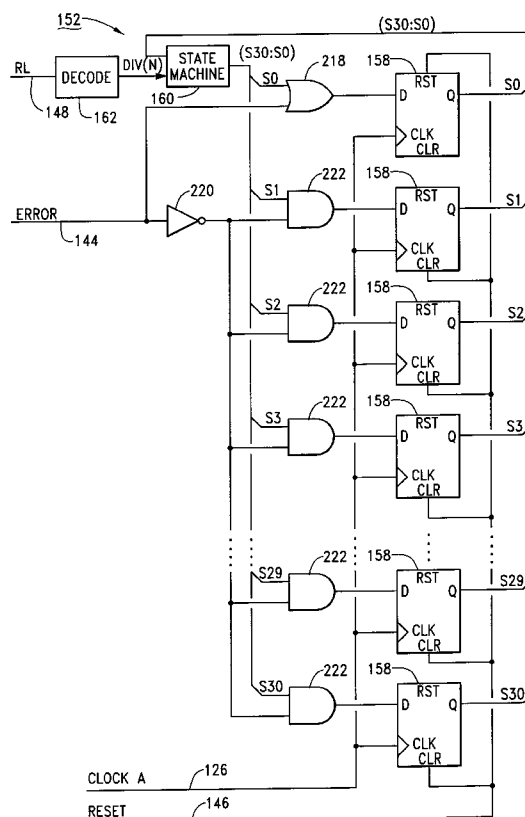 152
(S30:S0)
RL
DECODE
DIV(N)
STATE
MACHINE
(S30:S0)
148
162
160
S0
218
158
RST
D
Q
S0
CLK
CLR
ERROR
144
220
S1
222
158
RST
D
Q
S1
CLK
CLR
S2
222
158
RST
D
Q
S2
CLK
CLR
S3
222
158
RST
D
Q
S3
CLK
CLR
S29
222
158
RST
D
Q
S29
CLK
CLR
S30
222
158
RST
D
Q
S30
CLK
CLR
CLOCK A
126
RESET
146